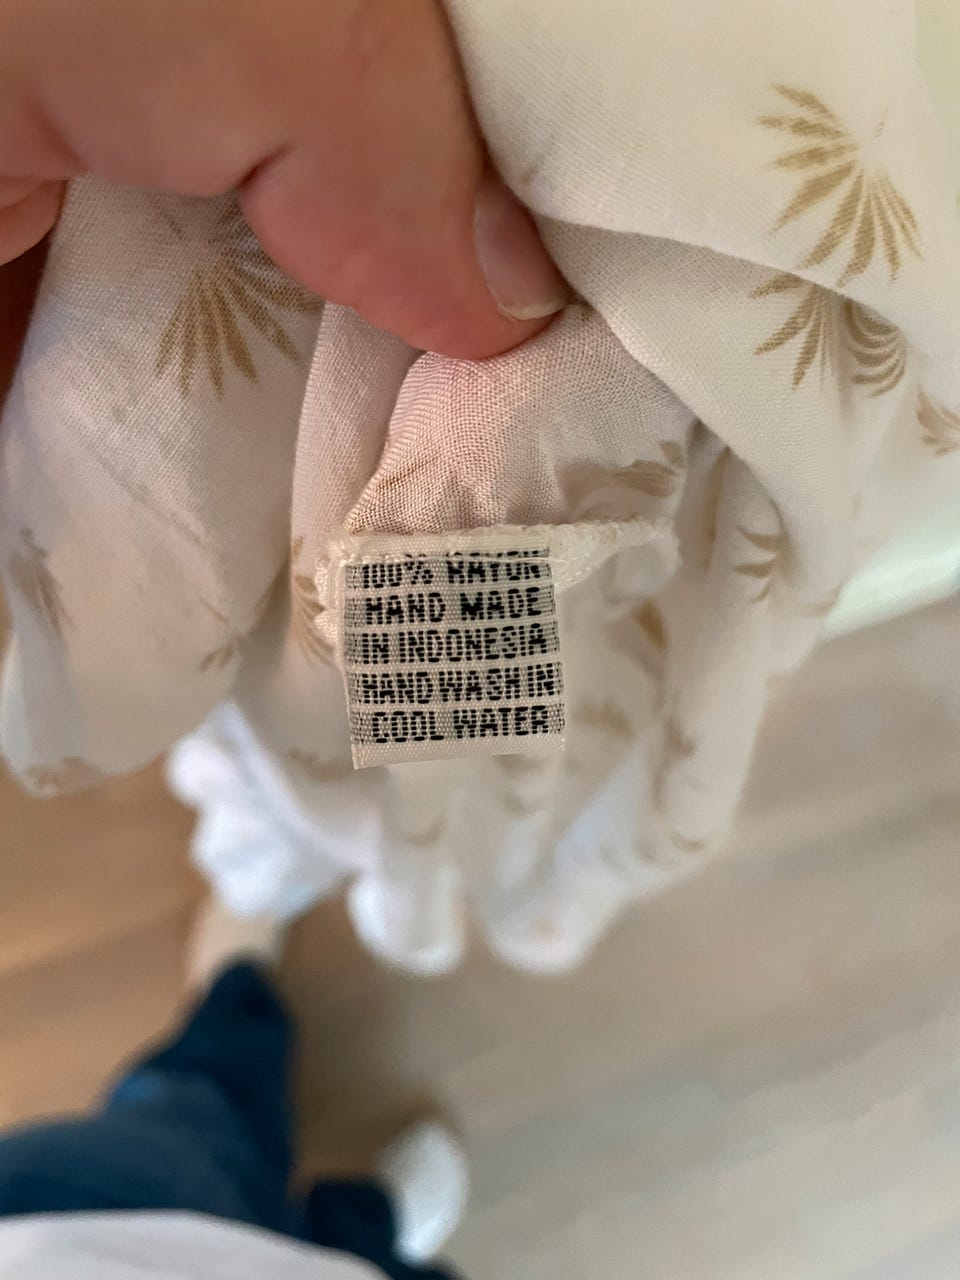 100% RAYON
HAND MADE
IN INDONESIA
HAND WASH IN
COOL WATER